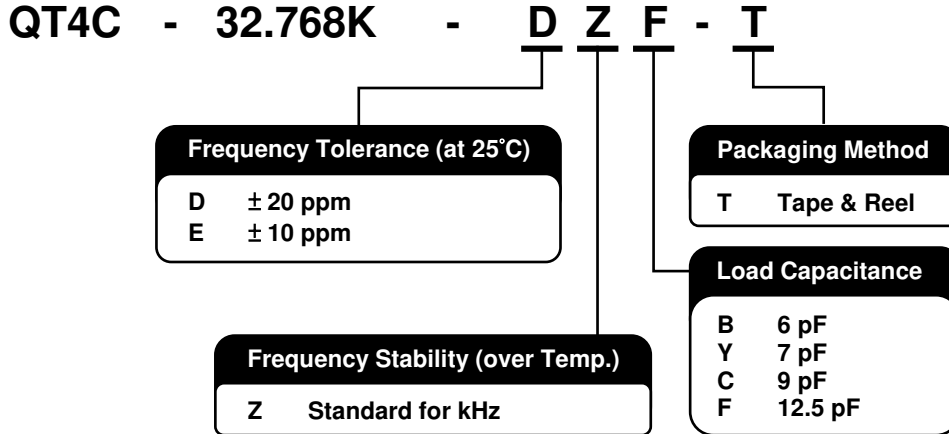 QT4C - 32.768K - D Z F - T
Frequency Tolerance (at 25°C)
D ± 20 ppm
E ± 10 ppm
Packaging Method
T Tape & Reel
Load Capacitance
B 6 pF
Y 7 pF
C 9 pF
F 12.5 pF
Frequency Stability (over Temp.)
Z Standard for kHz